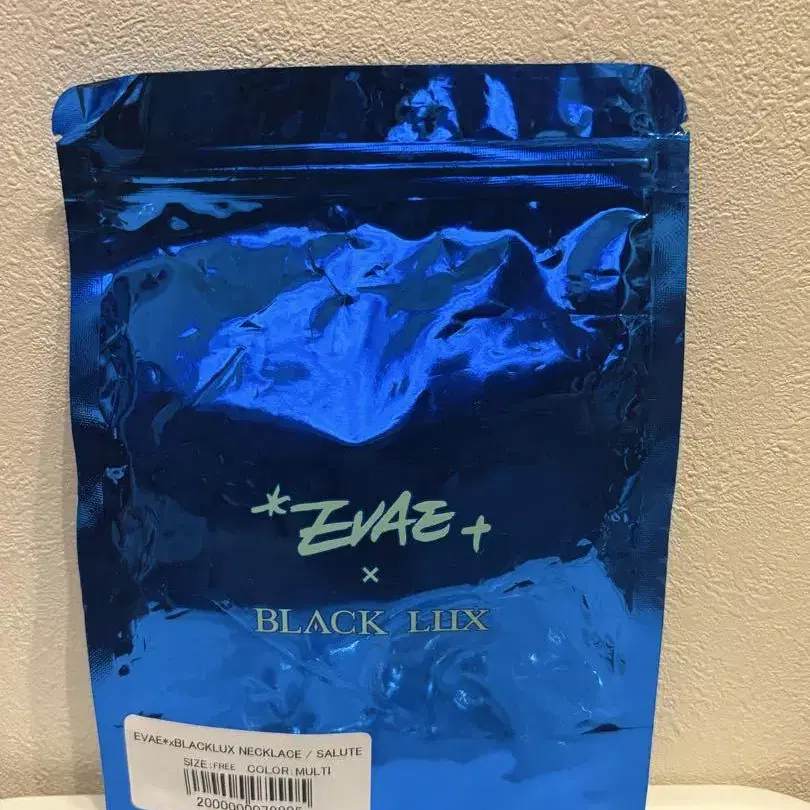 *EVAE+
×
BLACK LUX
EVAE*xBLACKLUX NECKLACE / SALUTE
SIZE:FREE COLOR:MULTI